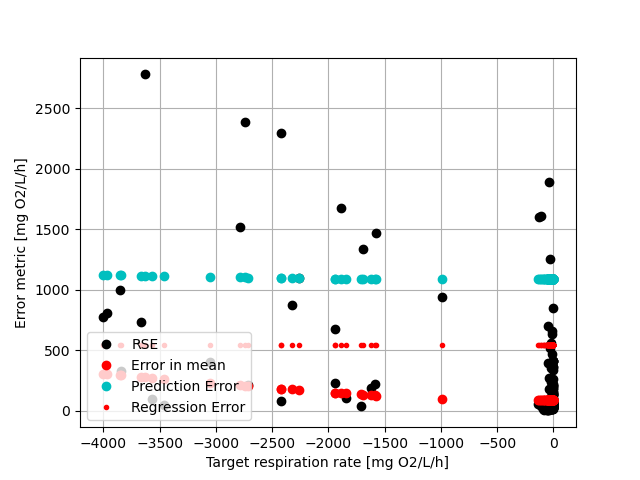 2500
2000
1500
1000
500
0
Error metric [mg O2/L/h]
RSE
Error in mean
Prediction Error
Regression Error
−4000 −3500 −3000 −2500 −2000 −1500 −1000 −500 0
Target respiration rate [mg O2/L/h]